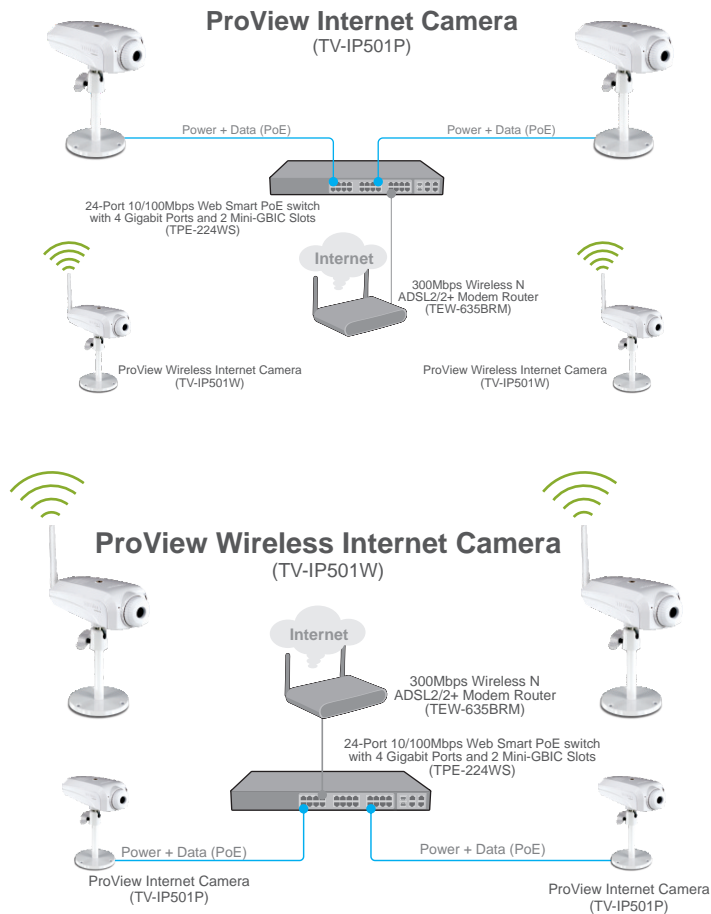 ProView Internet Camera
(TV-IP501P)
Power + Data (PoE)
Power + Data (PoE)
24-Port 10/100Mbps Web Smart PoE switch
with 4 Gigabit Ports and 2 Mini-GBIC Slots
(TPE-224WS)
Internet
300Mbps Wireless N
ADSL2/2+ Modem Router
(TEW-635BRM)
ProView Wireless Internet Camera
(TV-IP501W)
ProView Wireless Internet Camera
(TV-IP501W)
ProView Wireless Internet Camera
(TV-IP501W)
Internet
300Mbps Wireless N
ADSL2/2+ Modem Router
(TEW-635BRM)
24-Port 10/100Mbps Web Smart PoE switch
with 4 Gigabit Ports and 2 Mini-GBIC Slots
(TPE-224WS)
Power + Data (PoE)
Power + Data (PoE)
ProView Internet Camera
(TV-IP501P)
ProView Internet Camera
(TV-IP501P)